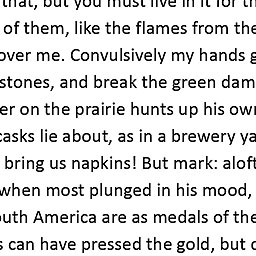 that, but you must live in it for th
of them, like the flames from the
over me. Convulsively my hands g
stones, and break the green dam
er on the prairie hunts up his ow
casks lie about, as in a brewery ya
bring us napkins! But mark: aloft
when most plunged in his mood,
outh America are as medals of the
s can have pressed the gold, but